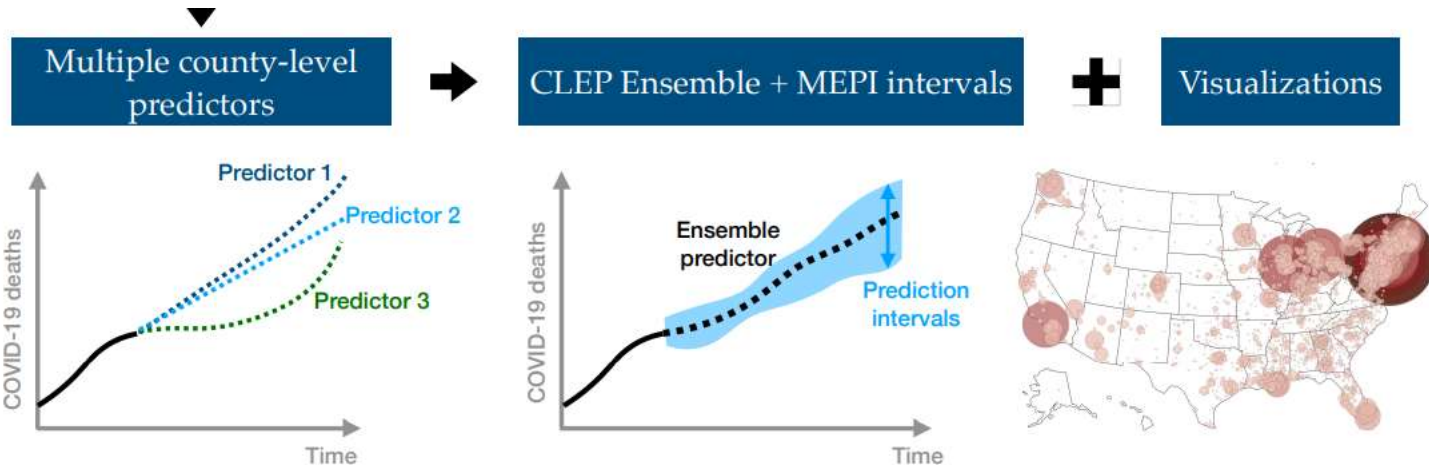 Multiple county-level
predictors
CLEP Ensemble + MEPI intervals
Visualizations
COVID-19 deaths
Predictor 1
Predictor 2
Predictor 3
Time
COVID-19 deaths
Ensemble
predictor
Prediction
intervals
Time